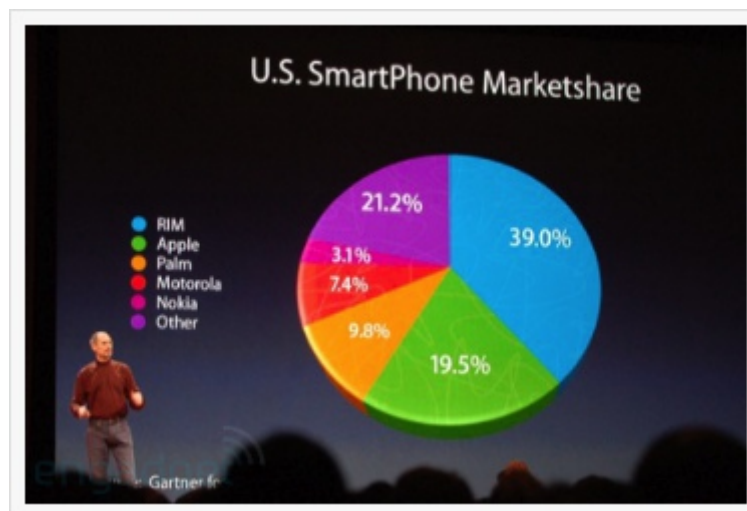 U.S. SmartPhone Marketshare
21.2%
39.0%
3.1%
7.4%
9.8%
19.5%
RIM
Apple
Palm
Motorola
Nokia
Other
Gartner